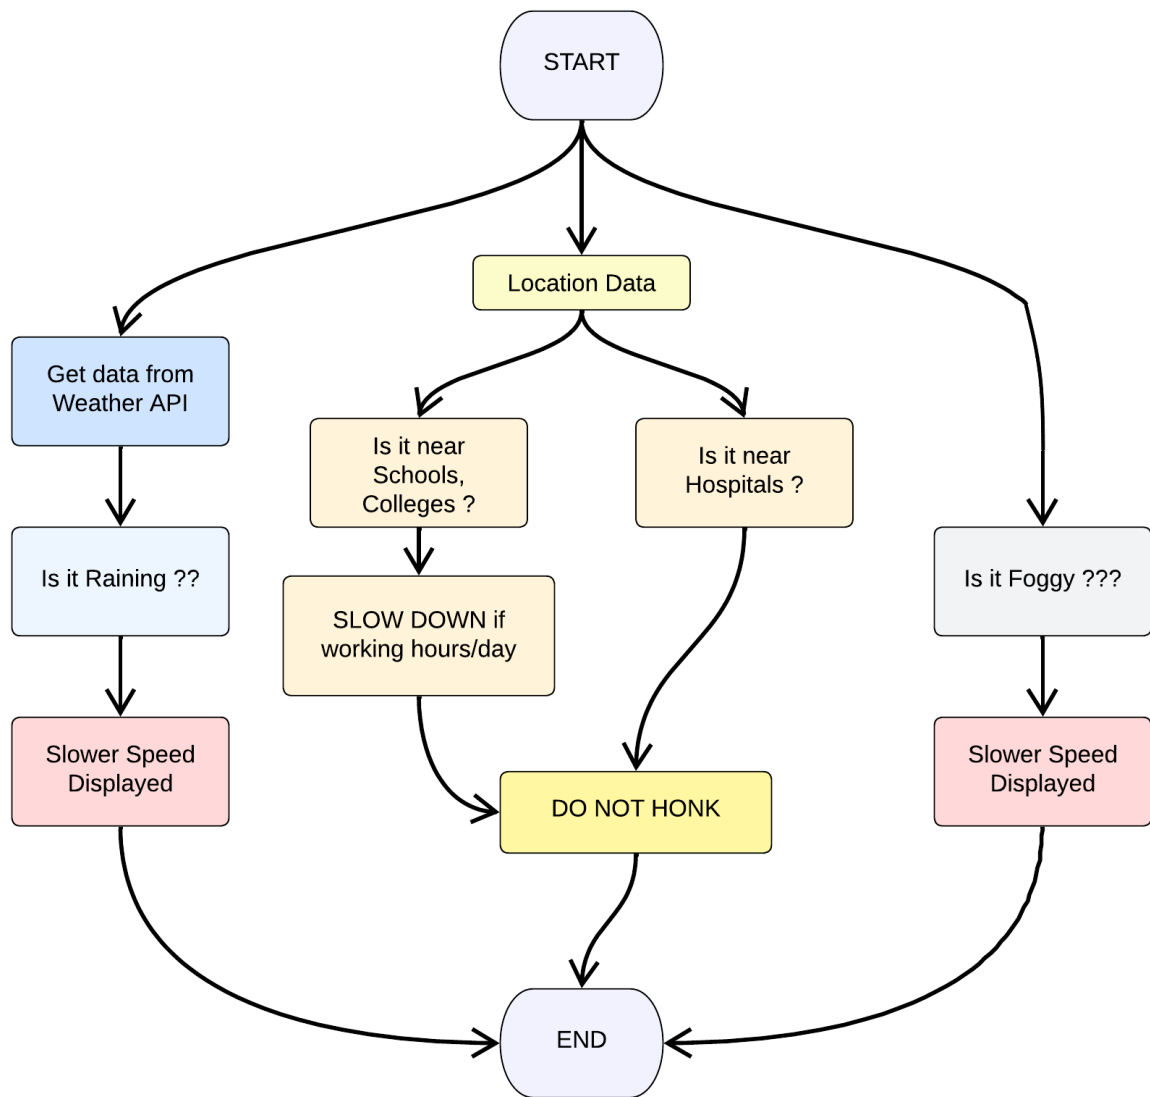 START
Location Data
Get data from
Weather API
Is it near
Schools,
Colleges ?
Is it near
Hospitals ?
Is it Raining ??
SLOW DOWN if
working hours/day
Is it Foggy ???
Slower Speed
Displayed
DO NOT HONK
Slower Speed
Displayed
END